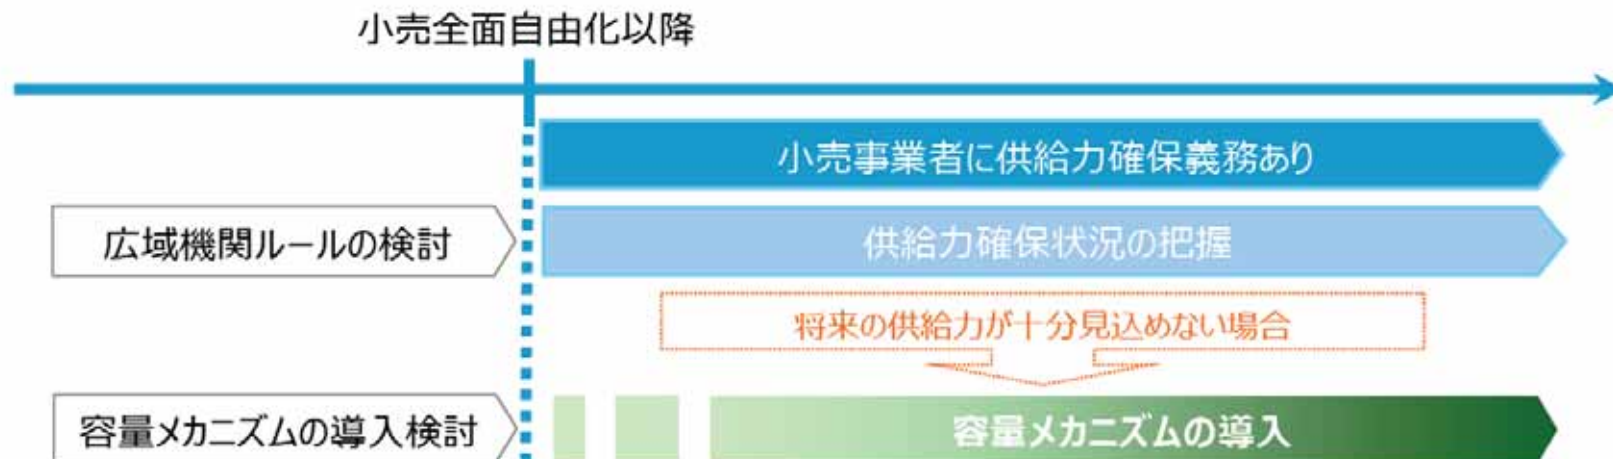 小売全面自由化以降
小売事業者に供給力確保義務あり
広域機関ルールの検討
供給力確保状況の把握
将来の供給力が十分見込めない場合
容量メカニズムの導入検討
容量メカニズムの導入